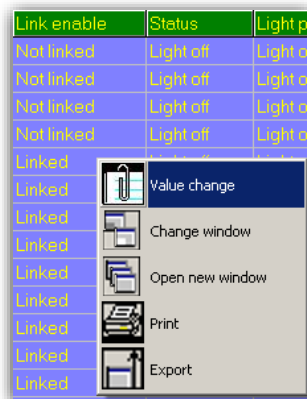 Link enable Status Light p
Not linked Light off Light o
Not linked Light off Light o
Not linked Light off Light o
Not linked Light off Light o
Linked
Linked Value change
Linked
Linked Change window
Linked
Linked Open new window
Linked Print
Linked
Linked Export